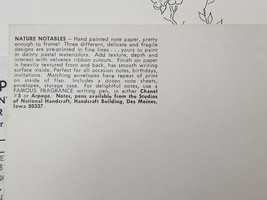 NATURE NOTABLES — Hand painted note paper, pretty
enough to frame! Three different, delicate and fragile
designs are pre-printed in fine lines . . . yours to paint
in dainty pastel watercolors. Add texture, depth and
interest with velvetex ribbon cutouts. Finish on paper
is heavily textured front and back, has smooth writing
surface inside. Perfect for all occasion notes, birthdays,
invitations. Matching envelopes have repeat of print
on inside of flap. Includes a dozen note sheets,
envelopes, storage case. For delightful notes, use a
FAMOUS FRAGRANCE writing pen, in either Chanel
#5 or Arpege. Notes, pens available from the Studios
of National Handcraft, Handcraft Building, Des Moines,
Iowa 50337.